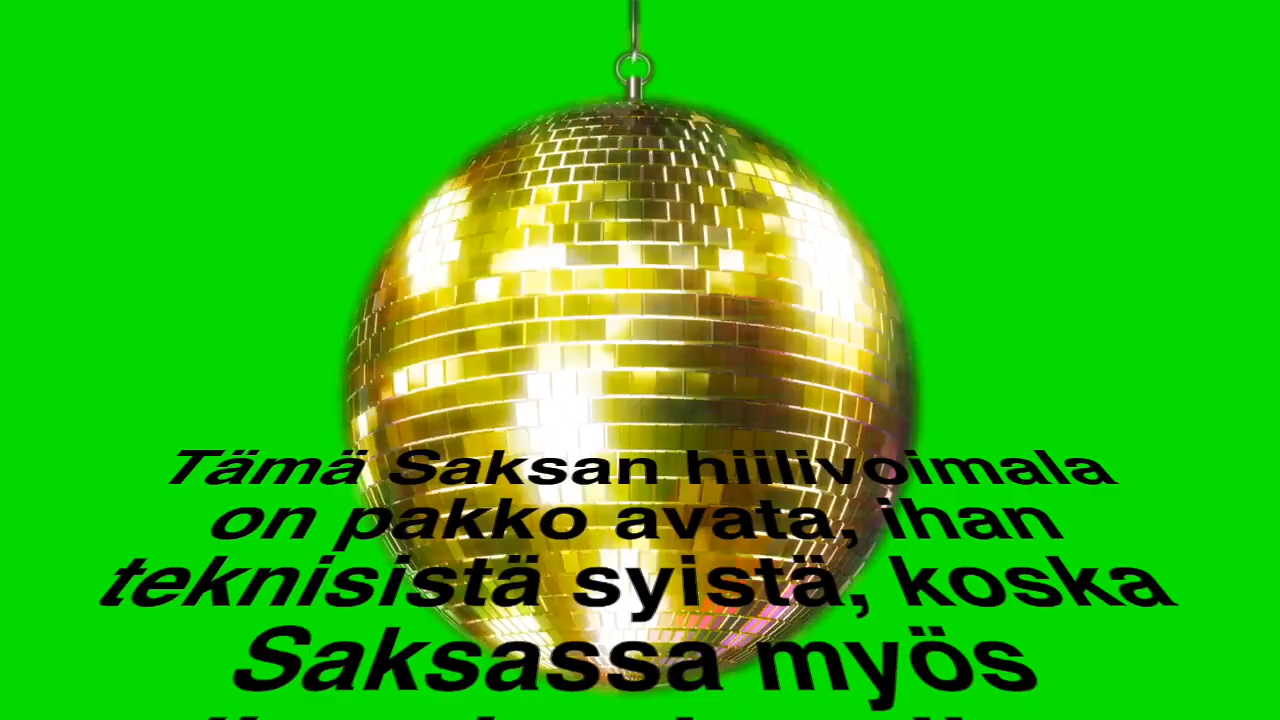 Tämä Saksan hiilivoimala
on pakko avata, ihan
teknisistä syistä, koska
Saksassa myös